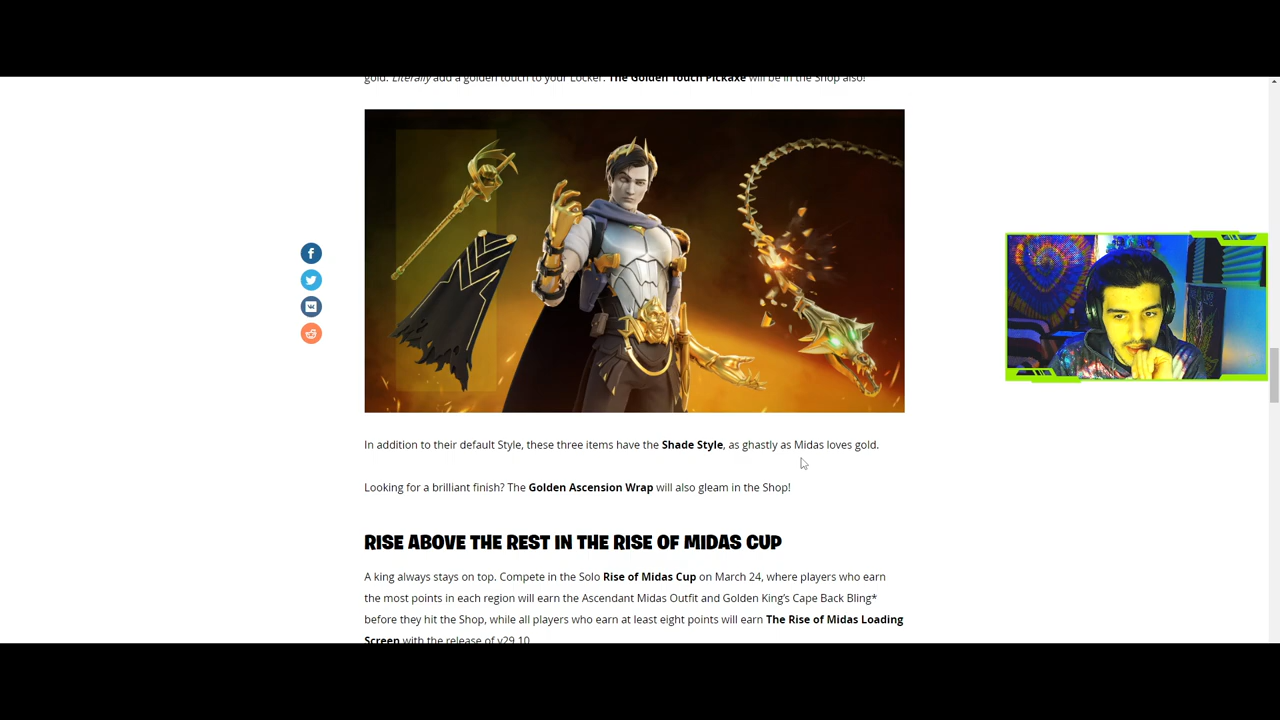 gold. Literally add a golden touch to your Locker. The Golden Touch Pickaxe will be in the Shop also!
In addition to their default Style, these three items have the Shade Style, as ghastly as Midas loves gold.
Looking for a brilliant finish? The Golden Ascension Wrap will also gleam in the Shop!
RISE ABOVE THE REST IN THE RISE OF MIDAS CUP
A king always stays on top. Compete in the Solo Rise of Midas Cup on March 24, where players who earn
the most points in each region will earn the Ascendant Midas Outfit and Golden King's Cape Back Bling*
before they hit the Shop, while all players who earn at least eight points will earn The Rise of Midas Loading
Screen with the release of v29.10.